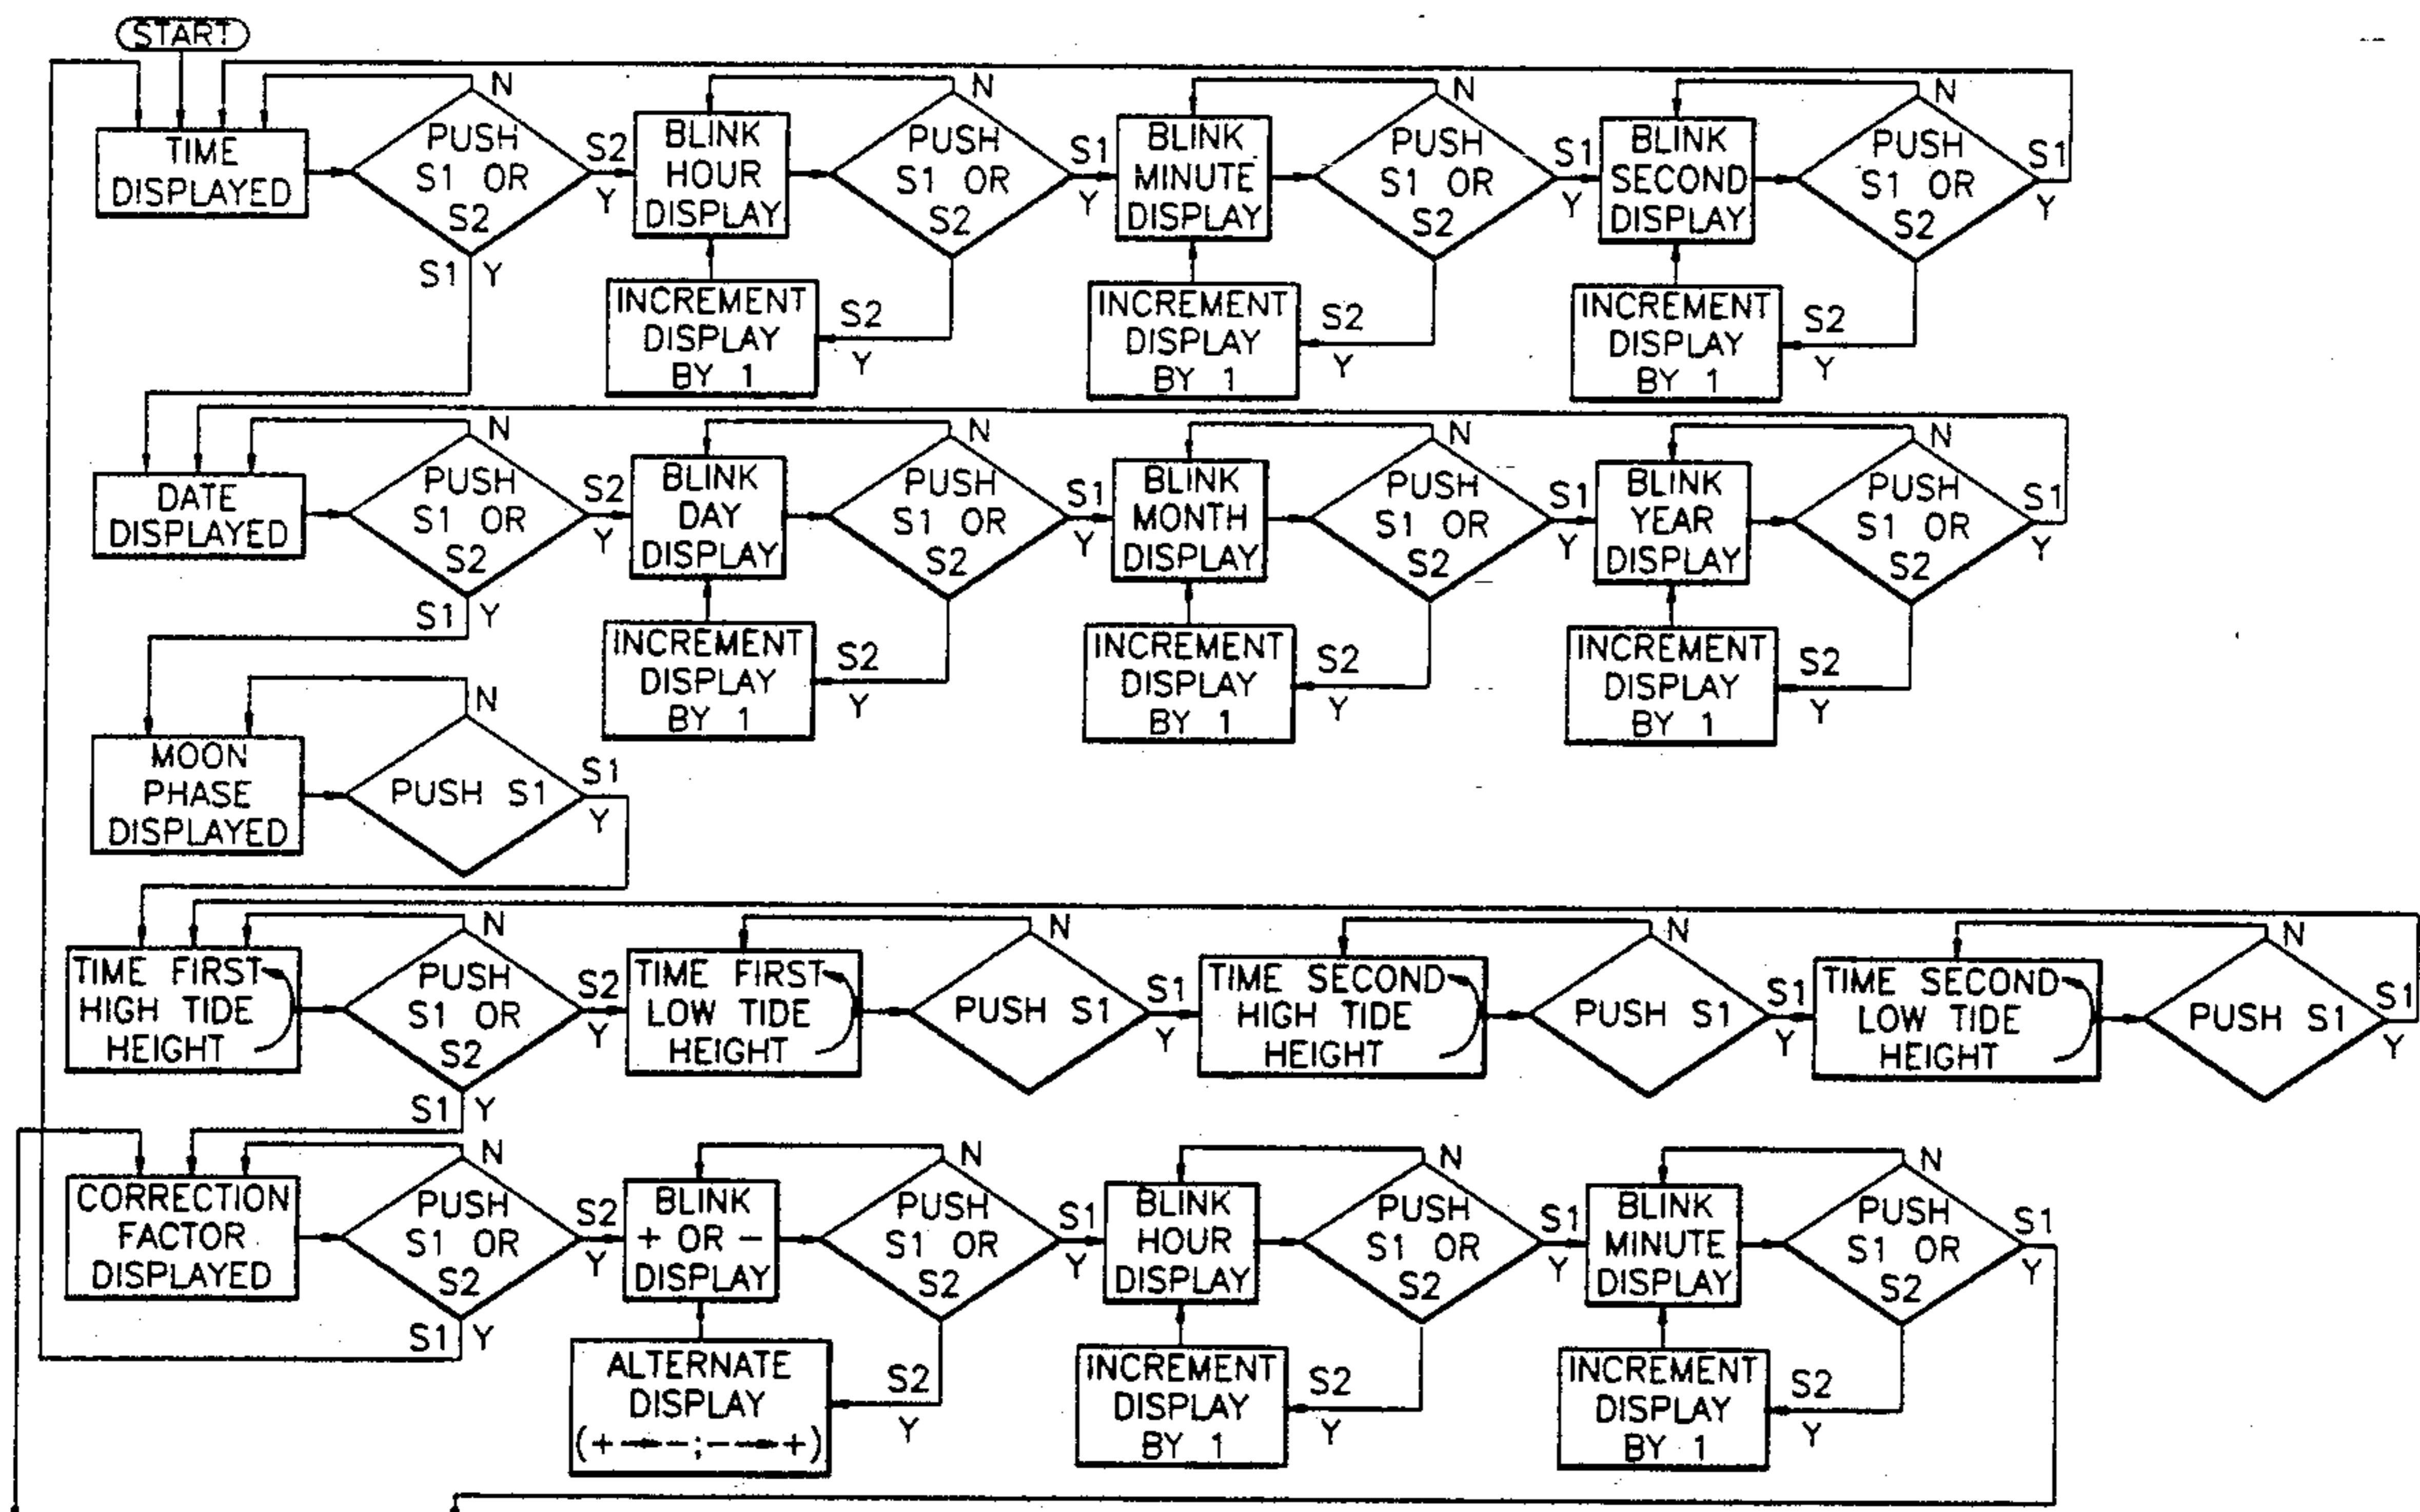 START
TIME
DISPLAYED
PUSH
S1 OR
S2
N
S2
Y
S1 Y
BLINK
HOUR
DISPLAY
PUSH
S1 OR
S2
N
S1
Y
S2
Y
INCREMENT
DISPLAY
BY 1
BLINK
MINUTE
DISPLAY
PUSH
S1 OR
S2
N
S1
Y
S2
Y
INCREMENT
DISPLAY
BY 1
BLINK
SECOND
DISPLAY
PUSH
S1 OR
S2
N
S1
Y
S2
Y
INCREMENT
DISPLAY
BY 1
DATE
DISPLAYED
PUSH
S1 OR
S2
N
S2
Y
S1 Y
BLINK
DAY
DISPLAY
PUSH
S1 OR
S2
N
S1
Y
S2
Y
INCREMENT
DISPLAY
BY 1
BLINK
MONTH
DISPLAY
PUSH
S1 OR
S2
N
S1
Y
S2
Y
INCREMENT
DISPLAY
BY 1
BLINK
YEAR
DISPLAY
PUSH
S1 OR
S2
N
S1
Y
S2
Y
INCREMENT
DISPLAY
BY 1
MOON
PHASE
DISPLAYED
PUSH S1
N
S1
Y
TIME FIRST
HIGH TIDE
HEIGHT
PUSH
S1 OR
S2
N
S2
Y
S1 Y
TIME FIRST
LOW TIDE
HEIGHT
PUSH S1
N
S1
Y
TIME SECOND
HIGH TIDE
HEIGHT
PUSH S1
N
S1
Y
TIME SECOND
LOW TIDE
HEIGHT
PUSH S1
N
S1
Y
CORRECTION
FACTOR
DISPLAYED
PUSH
S1 OR
S2
N
S2
Y
S1 Y
BLINK
+ OR -
DISPLAY
PUSH
S1 OR
S2
N
S1
Y
S2
Y
ALTERNATE
DISPLAY
(+→-;-→+)
BLINK
HOUR
DISPLAY
PUSH
S1 OR
S2
N
S1
Y
S2
Y
INCREMENT
DISPLAY
BY 1
BLINK
MINUTE
DISPLAY
PUSH
S1 OR
S2
N
S1
Y
S2
Y
INCREMENT
DISPLAY
BY 1